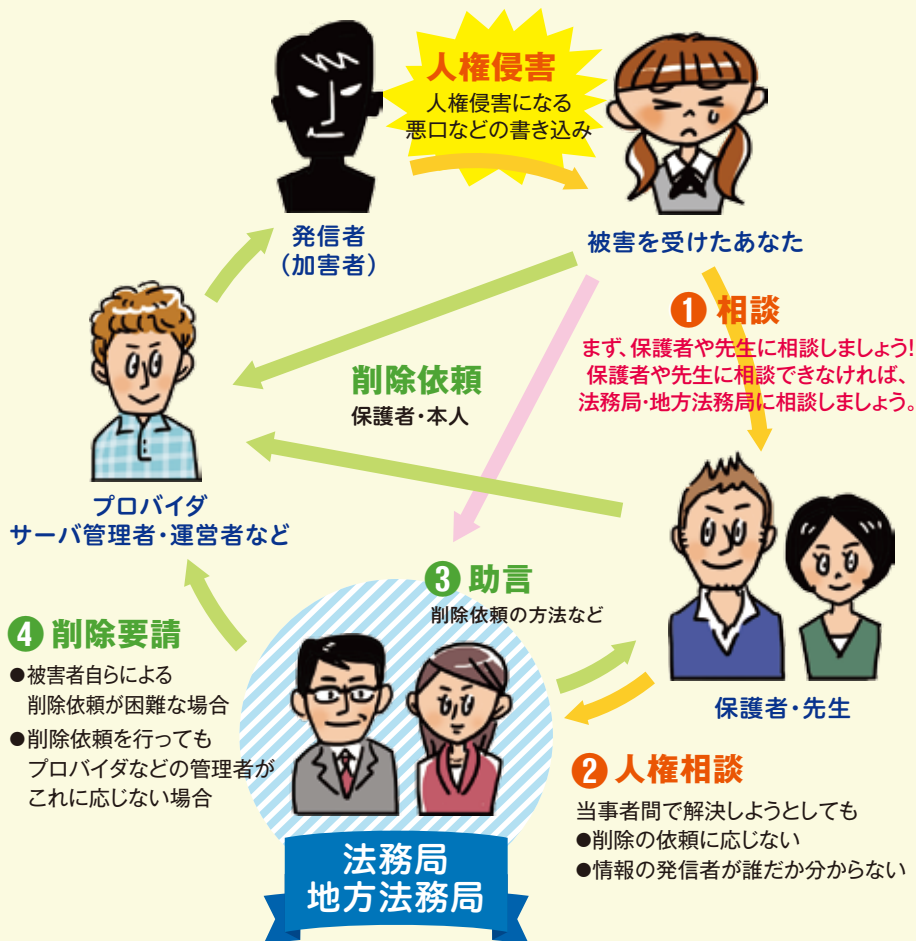 人権侵害
人権侵害になる
悪口などの書き込み
発信者
（加害者）
被害を受けたあなた
❶ 相談
まず、保護者や先生に相談しましょう!
保護者や先生に相談できなければ、
法務局・地方法務局に相談しましょう。
削除依頼
保護者・本人
プロバイダ
サーバ管理者・運営者など
❸ 助言
削除依頼の方法など
❹ 削除要請
●被害者自らによる
削除依頼が困難な場合
●削除依頼を行っても
プロバイダなどの管理者が
これに応じない場合
保護者・先生
❷ 人権相談
当事者間で解決しようとしても
●削除の依頼に応じない
●情報の発信者が誰だか分からない
法務局
地方法務局